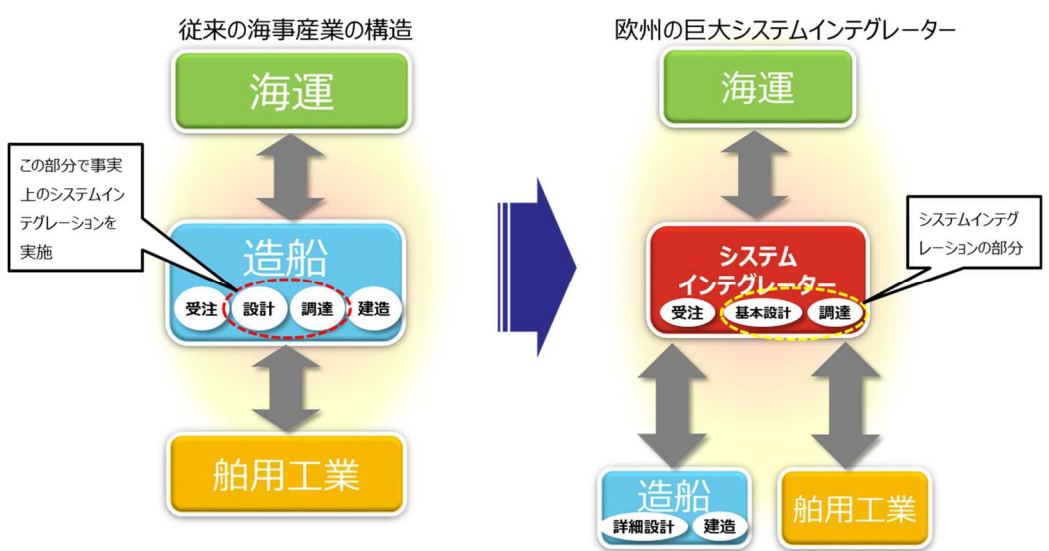 従来の海事産業の構造
海運
この部分で事実
上のシステムイン
テグレーションを
実施
造船
受注
設計
調達
建造
舶用工業
欧州の巨大システムインテグレーター
海運
システムインテグ
レーションの部分
システム
インテグレーター
受注
基本設計
調達
造船
詳細設計
建造
舶用工業